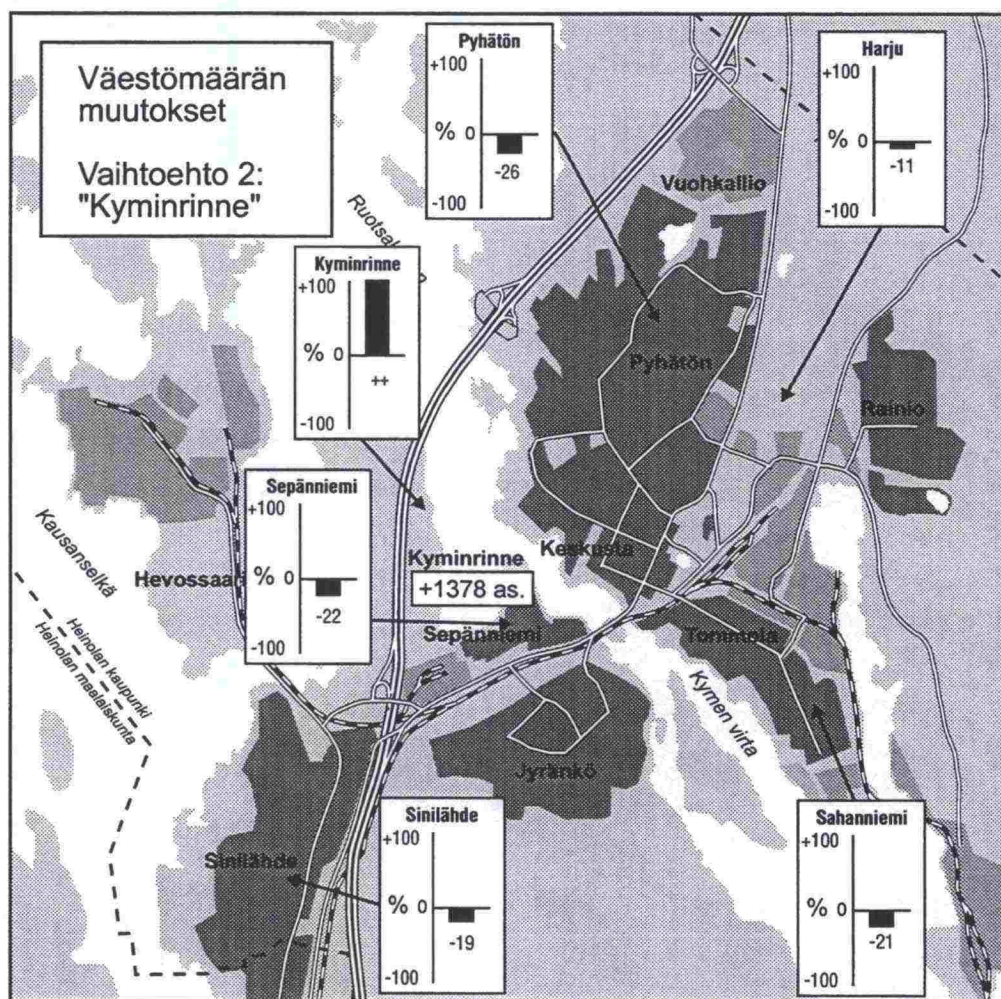 Väestömäärän
muutokset
Vaihtoehto 2:
"Kyminrinne"
Pyhätön
+100
% 0
-26
-100
Harju
+100
% 0
-11
-100
Vuohkallio
Kyminrinne
+100
% 0
++
-100
Pyhätön
Rainio
Sepänniemi
+100
% 0
-22
-100
Kausanselkä
Keskusta
Kyminrinne
+1378 as.
Sepänniemi
Tommola
Heinolan kaupunki
Heinolan maalaiskunta
Kymen virta
Jyränkö
Sinilähde
+100
% 0
-19
-100
Sinilähde
Sahanniemi
+100
% 0
-21
-100